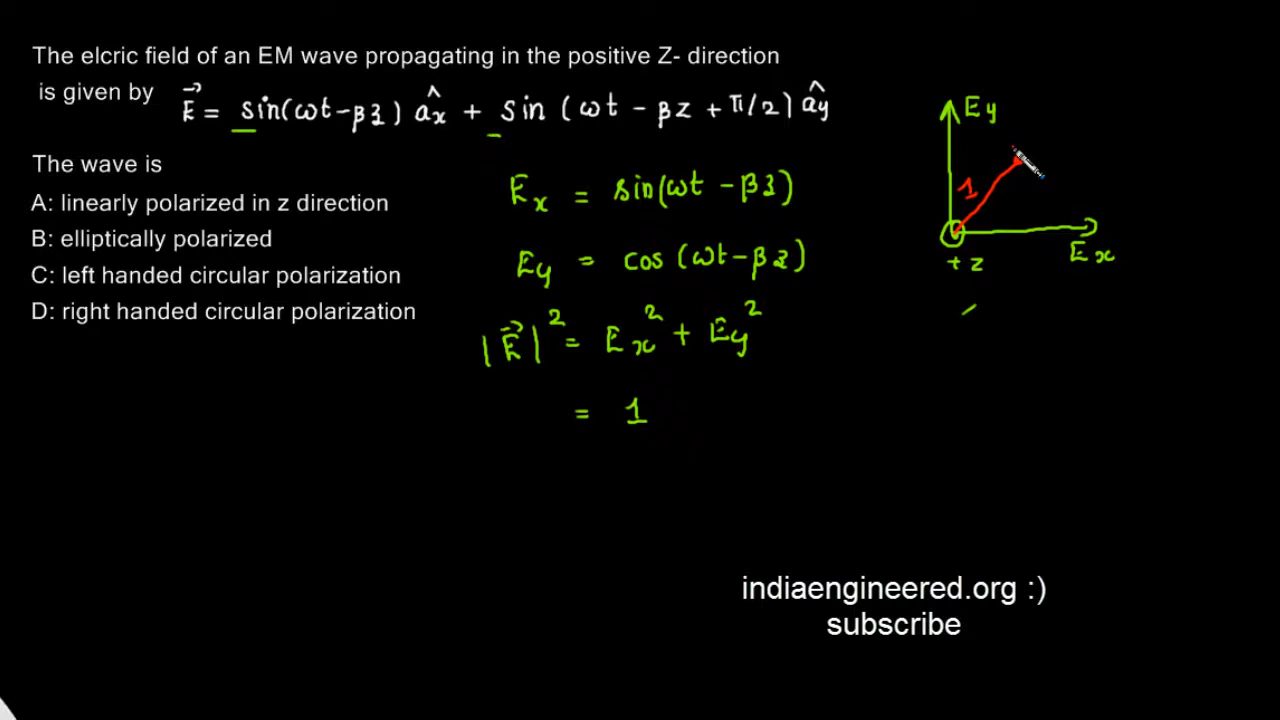 The elcric field of an EM wave propagating in the positive Z- direction
is given by E⃗ = sin(ωt-βz) âx + sin (ωt - βz + π/2) ây
The wave is
A: linearly polarized in z direction
B: elliptically polarized
C: left handed circular polarization
D: right handed circular polarization
Ex = sin(ωt - βz)
Ey = cos (ωt - βz)
|E⃗|² = Ex² + Ey²
= 1
Ey
1
Ex
+ z
indiaengineered.org :)
subscribe